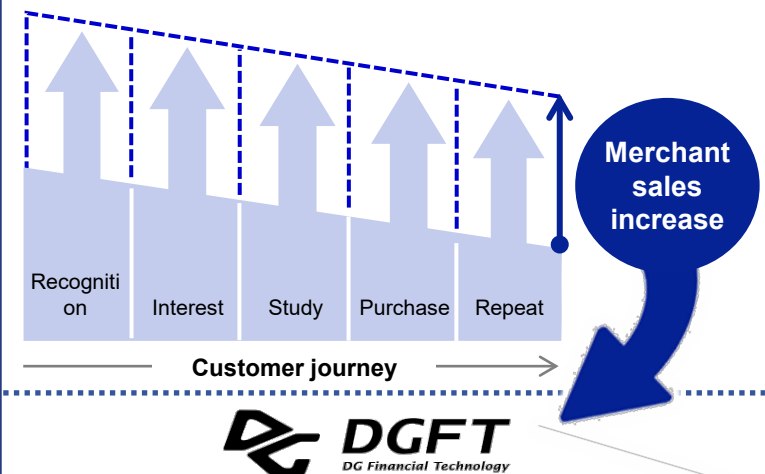 Merchant
sales
increase
Recogniti
on
Interest
Study
Purchase
Repeat
Customer journey
DGFT
DG Financial Technology